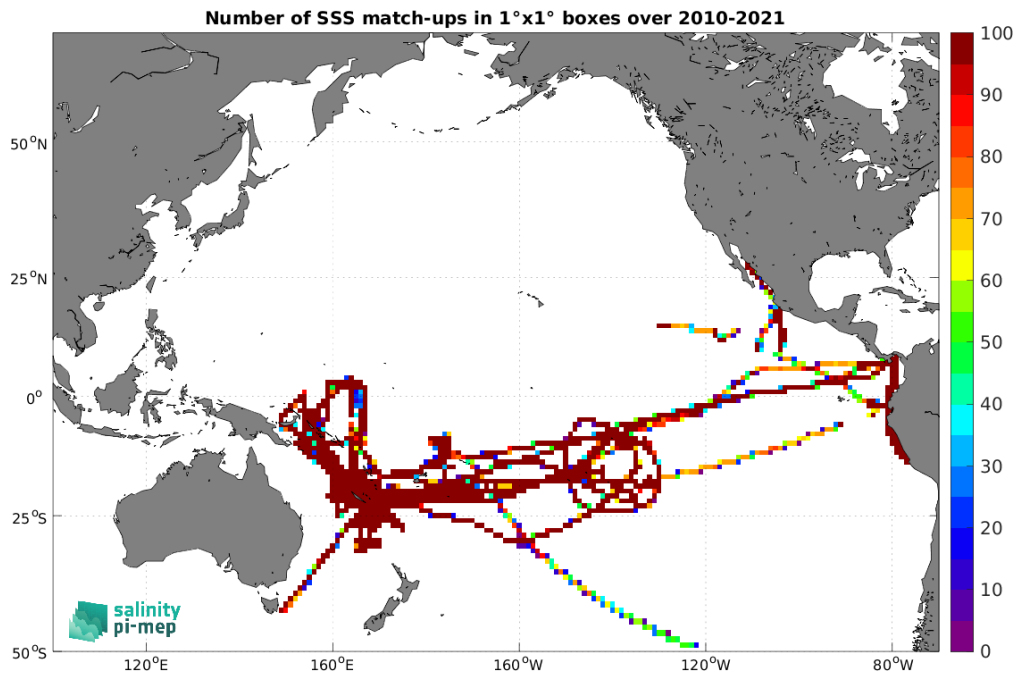 Number of SSS match-ups in 1°x1° boxes over 2010-2021
100
90
80
70
60
50
40
30
20
10
0
50°N
25°N
0°
25°S
50°S
120°E
160°E
160°W
120°W
80°W
salinity
pi-mep